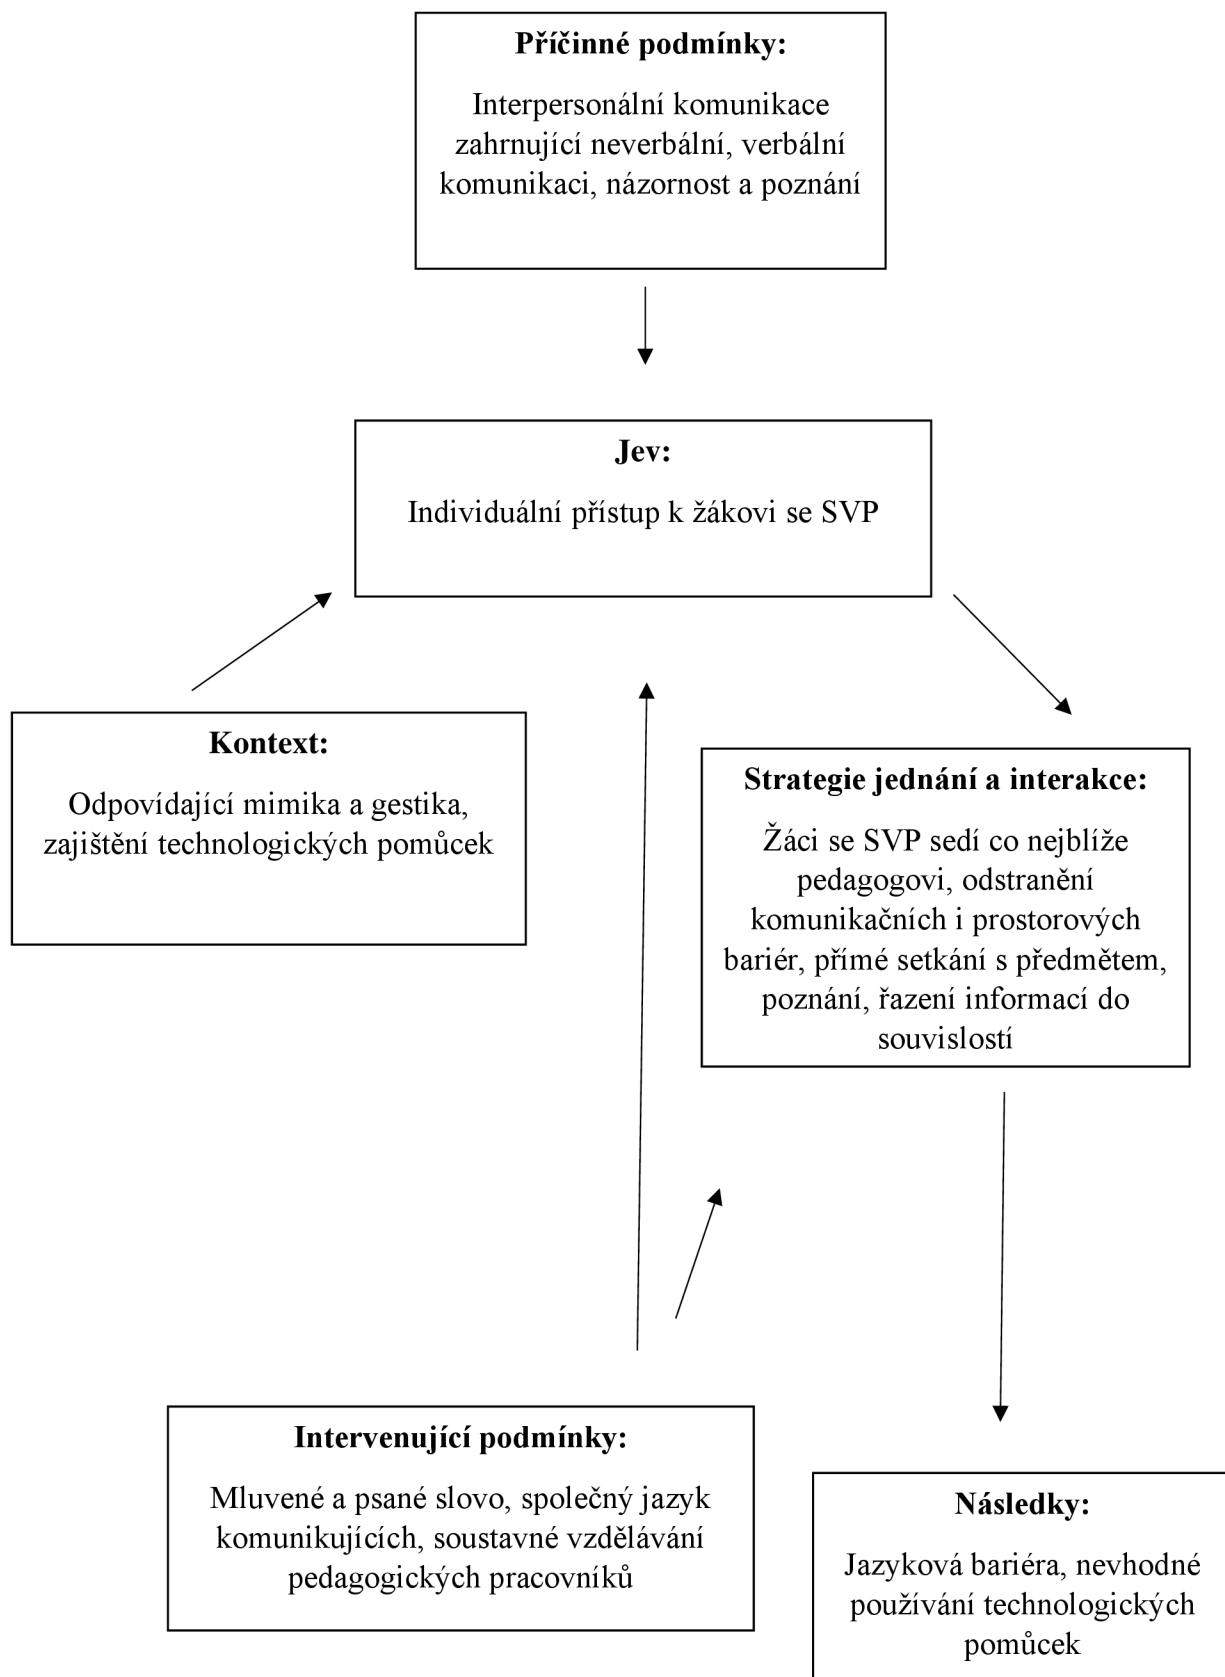 Příčinné podmínky:
Interpersonální komunikace
zahrnující neverbální, verbální
komunikaci, názornost a poznání
Jev:
Individuální přístup k žákovi se SVP
Kontext:
Odpovídající mimika a gestika,
zajištění technologických pomůcek
Strategie jednání a interakce:
Žáci se SVP sedí co nejblíže
pedagogovi, odstranění
komunikačních i prostorových
bariér, přímé setkání s předmětem,
poznání, řazení informací do
souvislostí
Intervenující podmínky:
Mluvené a psané slovo, společný jazyk
komunikujících, soustavné vzdělávání
pedagogických pracovníků
Následky:
Jazyková bariéra, nevhodné
používání technologických
pomůcek